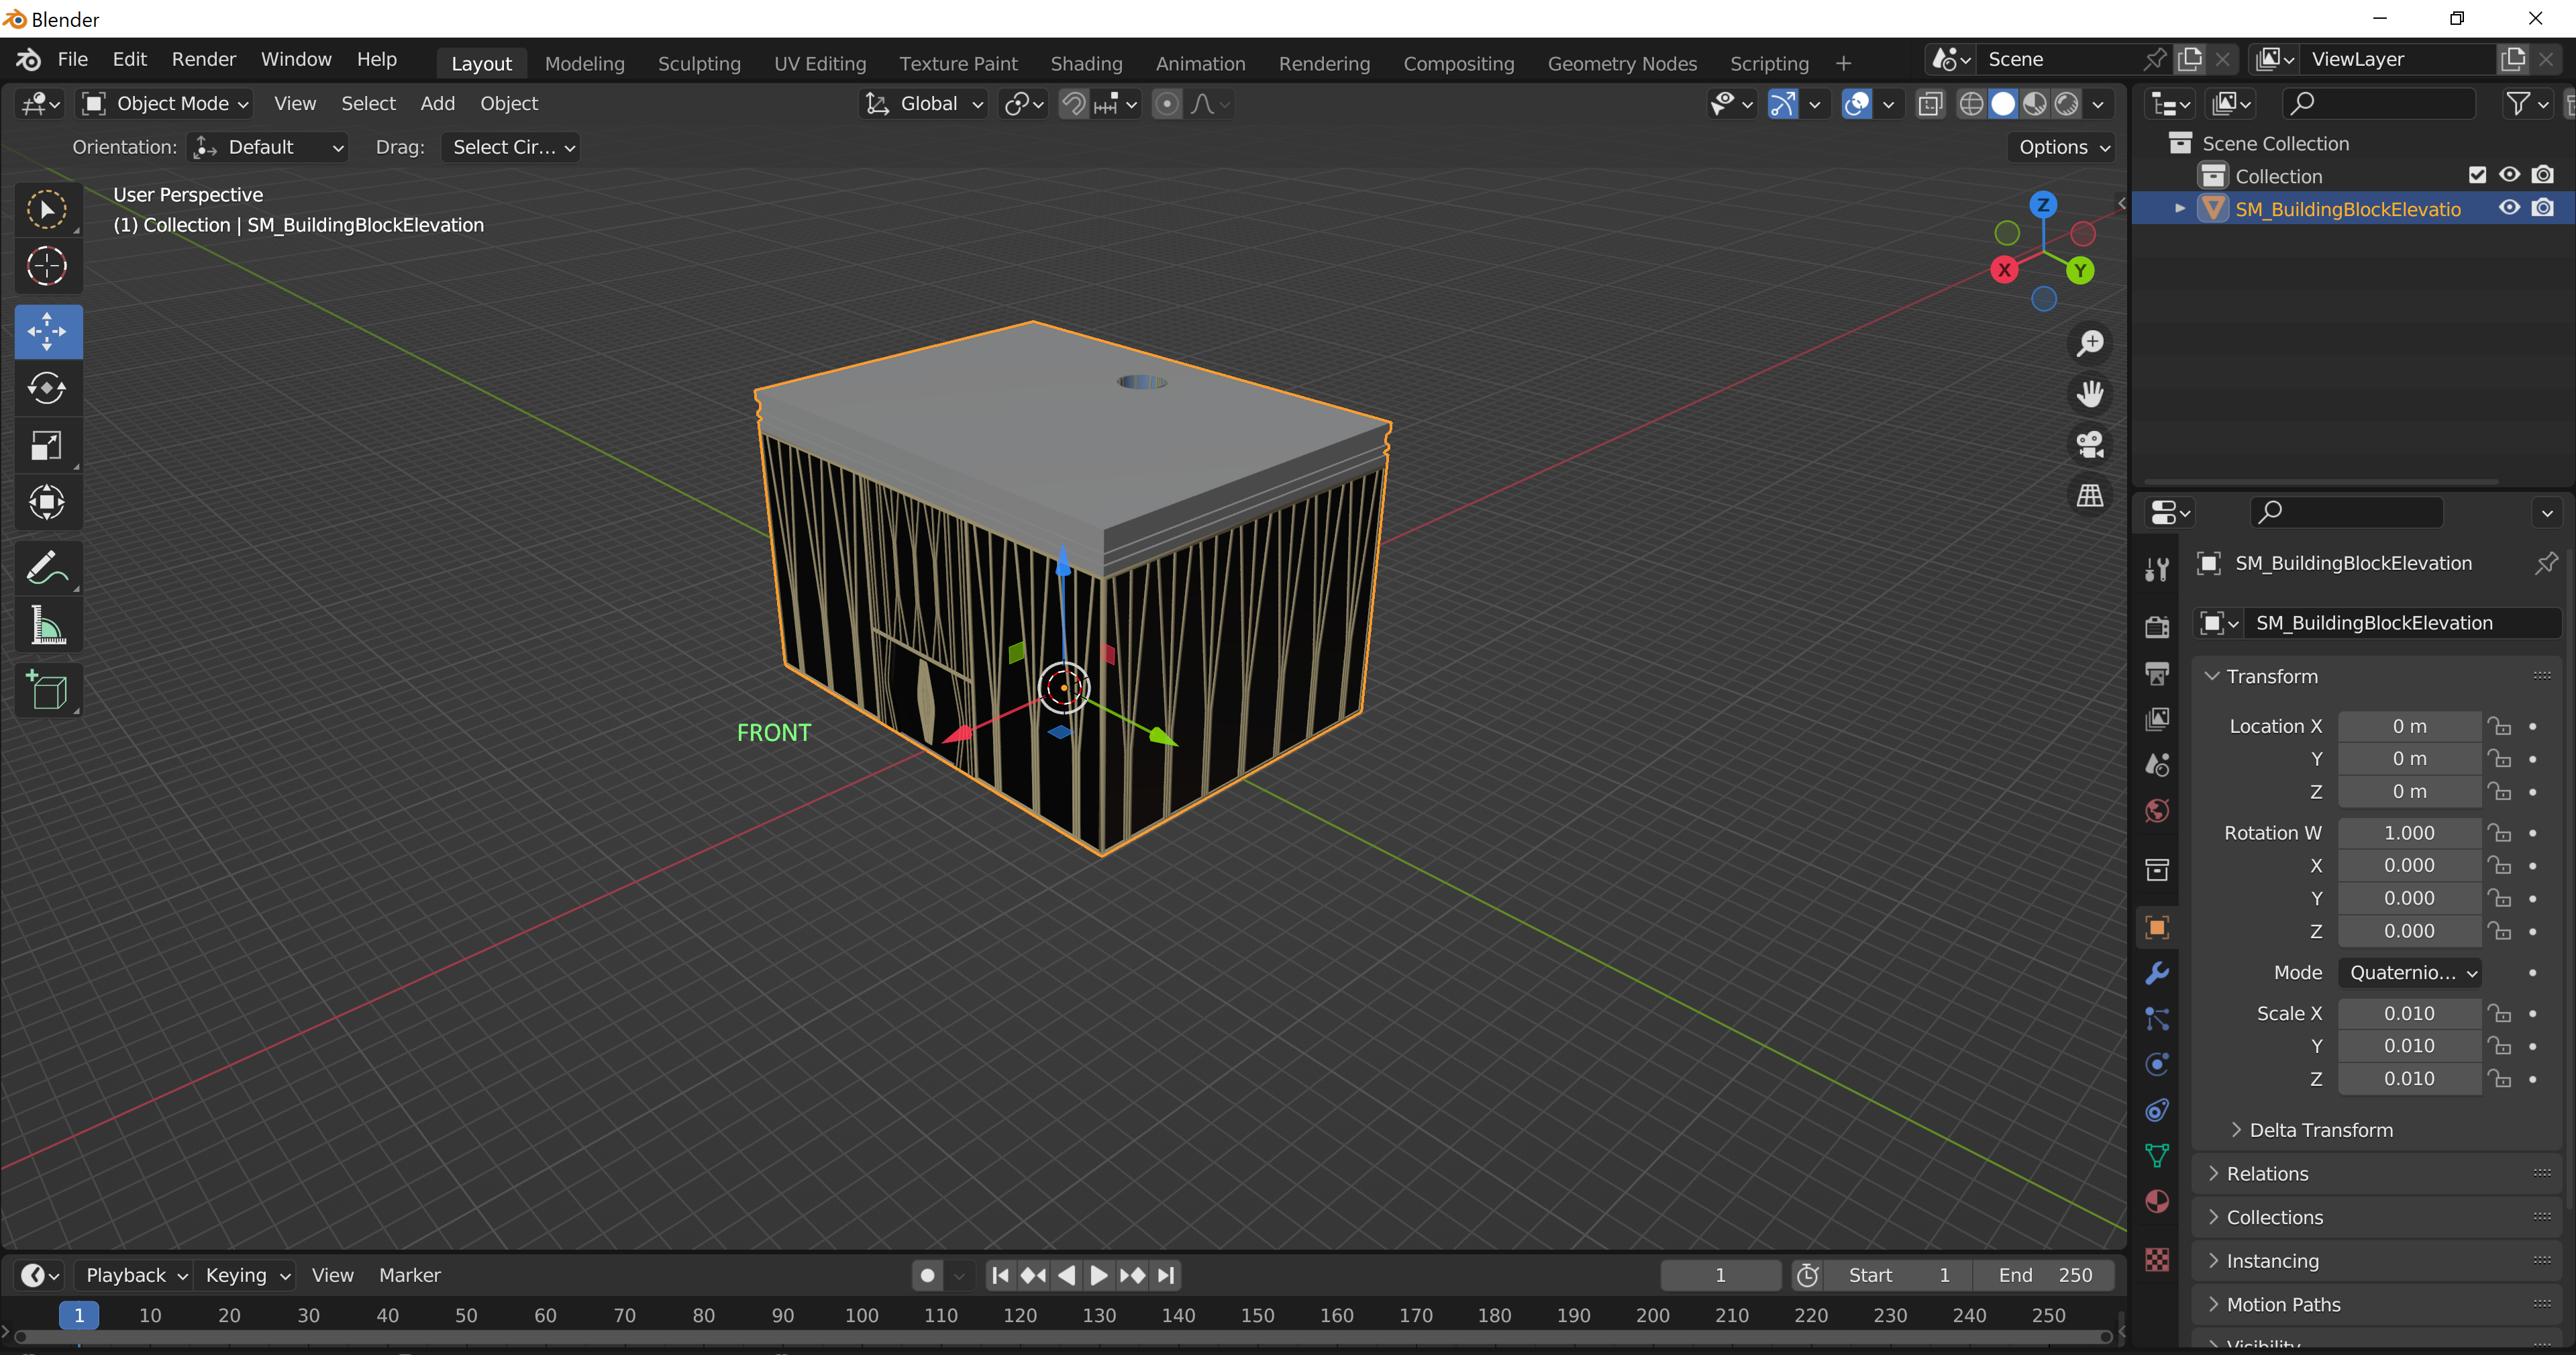 Blender
File Edit Render Window Help Layout Modeling Sculpting UV Editing Texture Paint Shading Animation Rendering Compositing Geometry Nodes Scripting + Scene ViewLayer
Object Mode View Select Add Object Global
Orientation: Default Drag: Select Cir... Options
User Perspective
(1) Collection | SM_BuildingBlockElevation
Z
X
Y
FRONT
Scene Collection
Collection
SM_BuildingBlockElevatio
SM_BuildingBlockElevation
SM_BuildingBlockElevation
Transform
Location X 0 m
Y 0 m
Z 0 m
Rotation W 1.000
X 0.000
Y 0.000
Z 0.000
Mode Quaternio...
Scale X 0.010
Y 0.010
Z 0.010
Delta Transform
Relations
Collections
Instancing
Motion Paths
Visibility
Playback Keying View Marker 1 Start 1 End 250
1 10 20 30 40 50 60 70 80 90 100 110 120 130 140 150 160 170 180 190 200 210 220 230 240 250